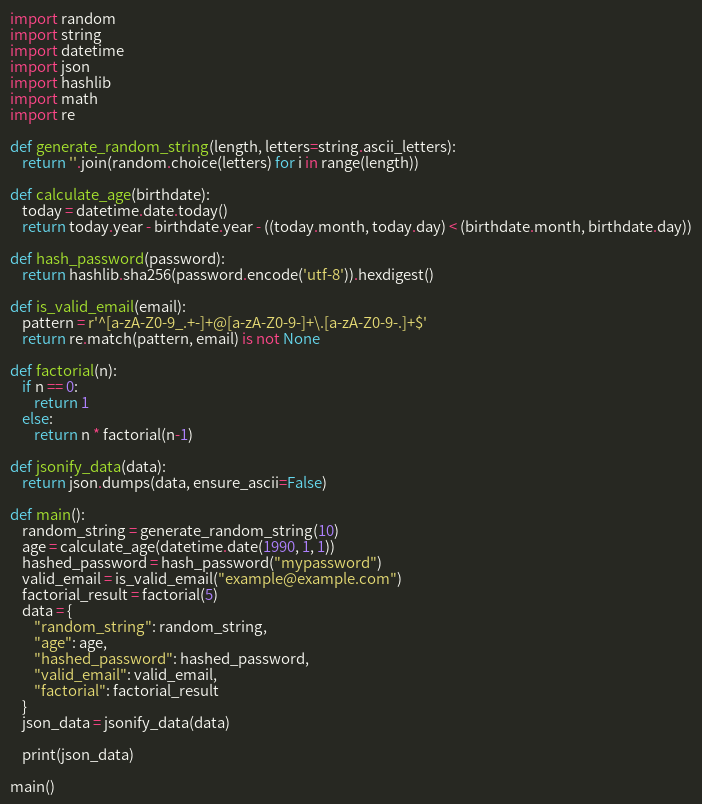 import random
import string
import datetime
import json
import hashlib
import math
import re

def generate_random_string(length, letters=string.ascii_letters):
    return ''.join(random.choice(letters) for i in range(length))

def calculate_age(birthdate):
    today = datetime.date.today()
    return today.year - birthdate.year - ((today.month, today.day) < (birthdate.month, birthdate.day))

def hash_password(password):
    return hashlib.sha256(password.encode('utf-8')).hexdigest()

def is_valid_email(email):
    pattern = r'^[a-zA-Z0-9_.+-]+@[a-zA-Z0-9-]+\.[a-zA-Z0-9-.]+$'
    return re.match(pattern, email) is not None

def factorial(n):
    if n == 0:
        return 1
    else:
        return n * factorial(n-1)

def jsonify_data(data):
    return json.dumps(data, ensure_ascii=False)

def main():
    random_string = generate_random_string(10)
    age = calculate_age(datetime.date(1990, 1, 1))
    hashed_password = hash_password("mypassword")
    valid_email = is_valid_email("example@example.com")
    factorial_result = factorial(5)
    data = {
        "random_string": random_string,
        "age": age,
        "hashed_password": hashed_password,
        "valid_email": valid_email,
        "factorial": factorial_result
    }
    json_data = jsonify_data(data)

    print(json_data)

main()